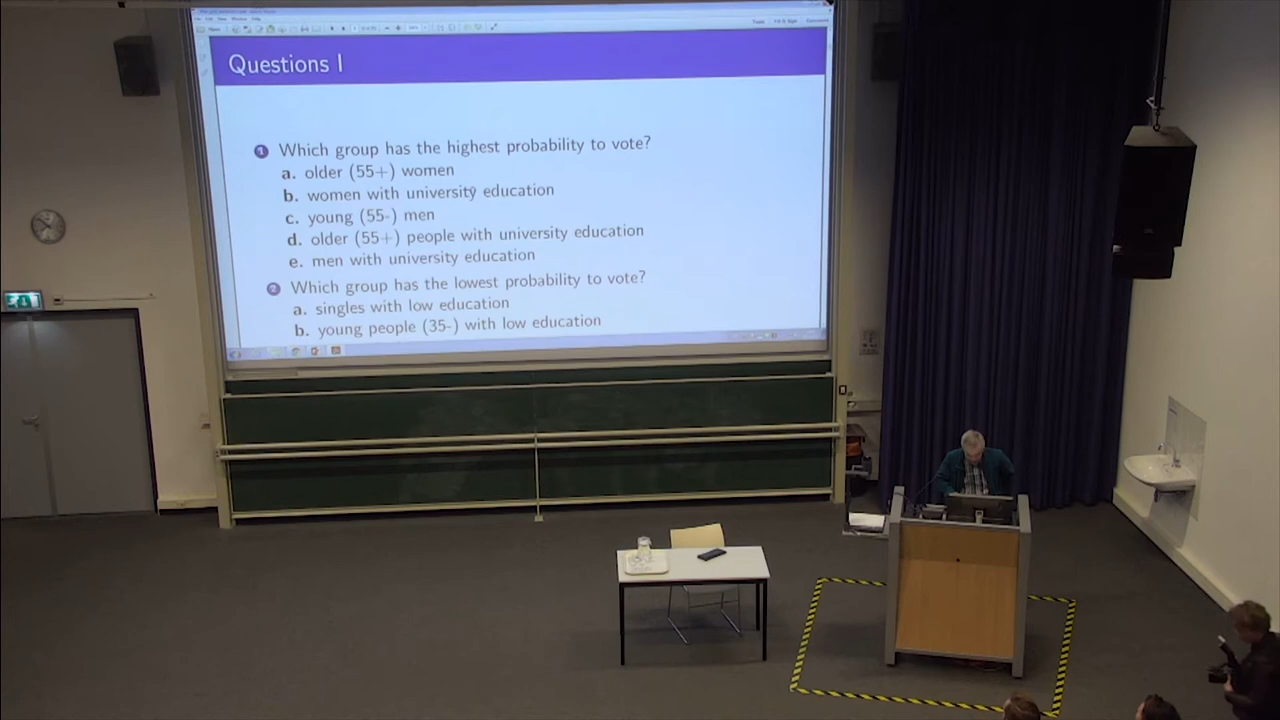 Questions I
1 Which group has the highest probability to vote?
a. older (55+) women
b. women with university education
c. young (55-) men
d. older (55+) people with university education
e. men with university education
2 Which group has the lowest probability to vote?
a. singles with low education
b. young people (35-) with low education